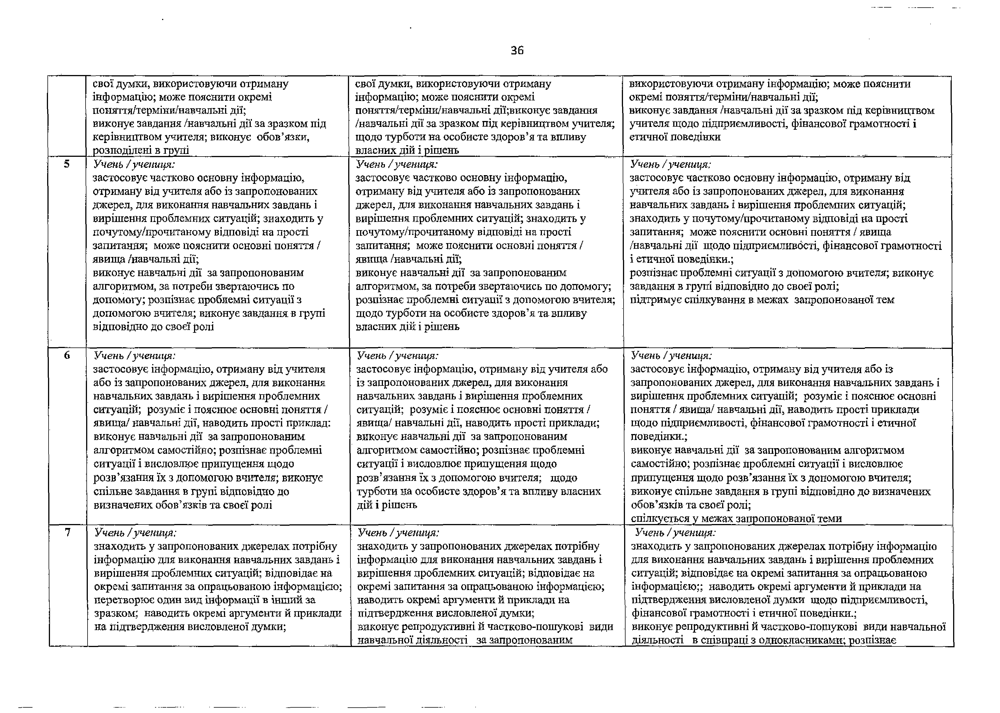 36
свої думки, використовуючи отриману
інформацію; може пояснити окремі
поняття/терміни/навчальні дії;
виконує завдання /навчальні дії за зразком під
керівництвом учителя; виконує обов’язки,
розподілені в групі
свої думки, використовуючи отриману
інформацію; може пояснити окремі
поняття/терміни/навчальні дії;виконує завдання
/навчальні дії за зразком під керівництвом учителя;
щодо турботи на особисте здоров’я та впливу
власних дій і рішень
використовуючи отриману інформацію; може пояснити
окремі поняття/терміни/навчальні дії;
виконує завдання /навчальні дії за зразком під керівництвом
учителя щодо підприємливості, фінансової грамотності і
етичної поведінки
5
Учень / учениця:
застосовує частково основну інформацію,
отриману від учителя або із запропонованих
джерел, для виконання навчальних завдань і
вирішення проблемних ситуацій; знаходить у
почутому/прочитаному відповіді на прості
запитання; може пояснити основні поняття /
явища /навчальні дії;
виконує навчальні дії за запропонованим
алгоритмом, за потреби звертаючись по
допомогу; розпізнає проблемні ситуації з
допомогою вчителя; виконує завдання в групі
відповідно до своєї ролі
Учень / учениця:
застосовує частково основну інформацію,
отриману від учителя або із запропонованих
джерел, для виконання навчальних завдань і
вирішення проблемних ситуацій; знаходить у
почутому/прочитаному відповіді на прості
запитання; може пояснити основні поняття /
явища /навчальні дії;
виконує навчальні дії за запропонованим
алгоритмом, за потреби звертаючись по допомогу;
розпізнає проблемні ситуації з допомогою вчителя;
щодо турботи на особисте здоров’я та впливу
власних дій і рішень
Учень / учениця:
застосовує частково основну інформацію, отриману від
учителя або із запропонованих джерел, для виконання
навчальних завдань і вирішення проблемних ситуацій;
знаходить у почутому/прочитаному відповіді на прості
запитання; може пояснити основні поняття / явища
/навчальні дії щодо підприємливості, фінансової грамотності
і етичної поведінки.;
розпізнає проблемні ситуації з допомогою вчителя; виконує
завдання в групі відповідно до своєї ролі;
підтримує спілкування в межах запропонованої тем
6
Учень / учениця:
застосовує інформацію, отриману від учителя
або із запропонованих джерел, для виконання
навчальних завдань і вирішення проблемних
ситуацій; розуміє і пояснює основні поняття /
явища/ навчальні дії, наводить прості приклад:
виконує навчальні дії за запропонованим
алгоритмом самостійно; розпізнає проблемні
ситуації і висловлює припущення щодо
розв’язання їх з допомогою вчителя; виконує
спільне завдання в групі відповідно до
визначених обов’язків та своєї ролі
Учень / учениця:
застосовує інформацію, отриману від учителя або
із запропонованих джерел, для виконання
навчальних завдань і вирішення проблемних
ситуацій; розуміє і пояснює основні поняття /
явища/ навчальні дії, наводить прості приклади;
виконує навчальні дії за запропонованим
алгоритмом самостійно; розпізнає проблемні
ситуації і висловлює припущення щодо
розв’язання їх з допомогою вчителя; щодо
турботи на особисте здоров’я та впливу власних
дій і рішень
Учень / учениця:
застосовує інформацію, отриману від учителя або із
запропонованих джерел, для виконання навчальних завдань і
вирішення проблемних ситуацій; розуміє і пояснює основні
поняття / явища/ навчальні дії, наводить прості приклади
щодо підприємливості, фінансової грамотності і етичної
поведінки.;
виконує навчальні дії за запропонованим алгоритмом
самостійно; розпізнає проблемні ситуації і висловлює
припущення щодо розв’язання їх з допомогою вчителя;
виконує спільне завдання в групі відповідно до визначених
обов’язків та своєї ролі;
спілкується у межах запропонованої теми
7
Учень / учениця:
знаходить у запропонованих джерелах потрібну
інформацію для виконання навчальних завдань і
вирішення проблемних ситуацій; відповідає на
окремі запитання за опрацьованою інформацією;
перетворює один вид інформації в інший за
зразком; наводить окремі аргументи й приклади
на підтвердження висловленої думки;
Учень / учениця:
знаходить у запропонованих джерелах потрібну
інформацію для виконання навчальних завдань і
вирішення проблемних ситуацій; відповідає на
окремі запитання за опрацьованою інформацією;
наводить окремі аргументи й приклади на
підтвердження висловленої думки;
виконує репродуктивні й частково-пошукові види
навчальної діяльності за запропонованим
Учень / учениця:
знаходить у запропонованих джерелах потрібну інформацію
для виконання навчальних завдань і вирішення проблемних
ситуацій; відповідає на окремі запитання за опрацьованою
інформацією;; наводить окремі аргументи й приклади на
підтвердження висловленої думки щодо підприємливості,
фінансової грамотності і етичної поведінки.;
виконує репродуктивні й частково-пошукові види навчальної
діяльності в співпраці з однокласниками; розпізнає